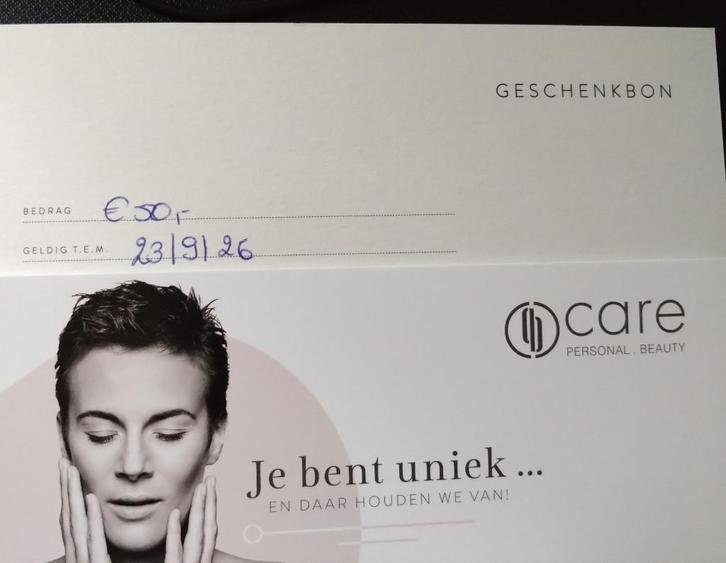 GESCHENKBON
BEDRAG € 50,-
GELDIG T.E.M. 23/9/26
care
PERSONAL . BEAUTY
Je bent uniek ...
EN DAAR HOUDEN WE VAN!